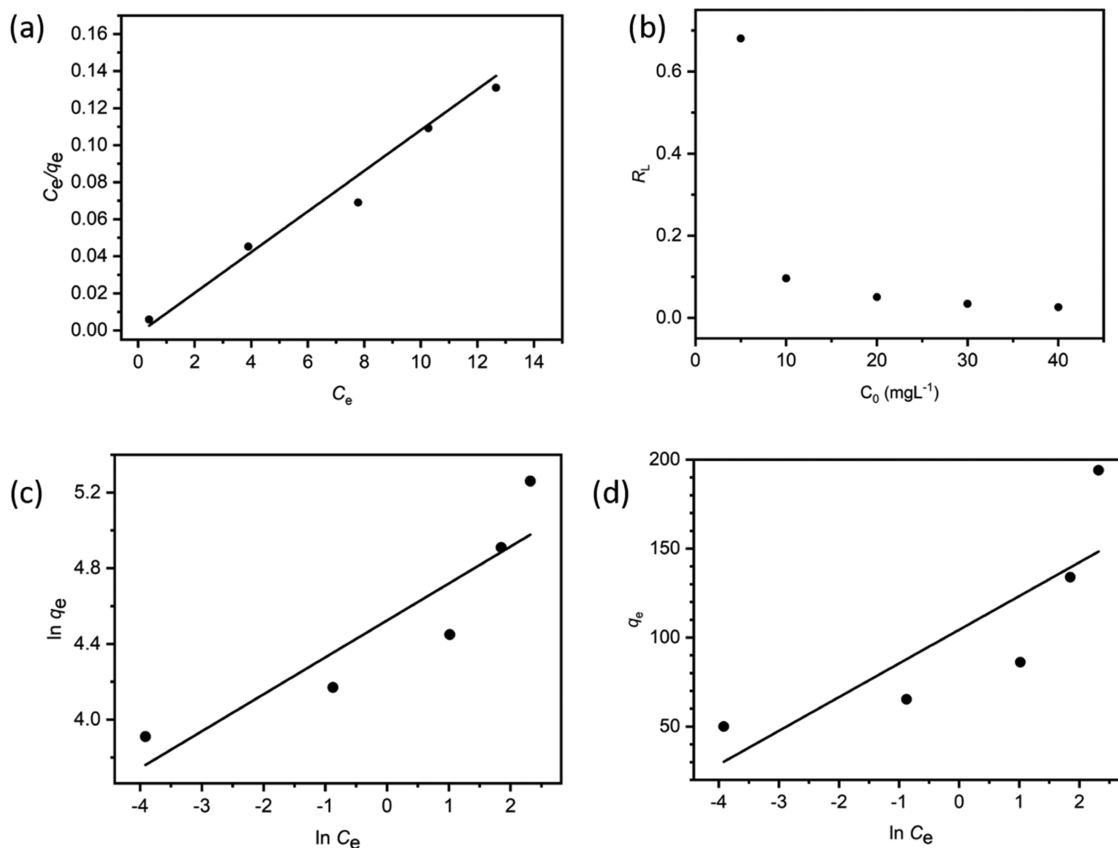 (a)
0.16
0.14
0.12
0.10
0.08
0.06
0.04
0.02
0.00
Ce/qe
0 2 4 6 8 10 12 14
Ce
(b)
0.6
0.4
0.2
0.0
RL
0 10 20 30 40
C0 (mgL-1)
(c)
5.2
4.8
4.4
4.0
ln qe
-4 -3 -2 -1 0 1 2
ln Ce
(d)
200
150
100
50
qe
-4 -3 -2 -1 0 1 2
ln Ce